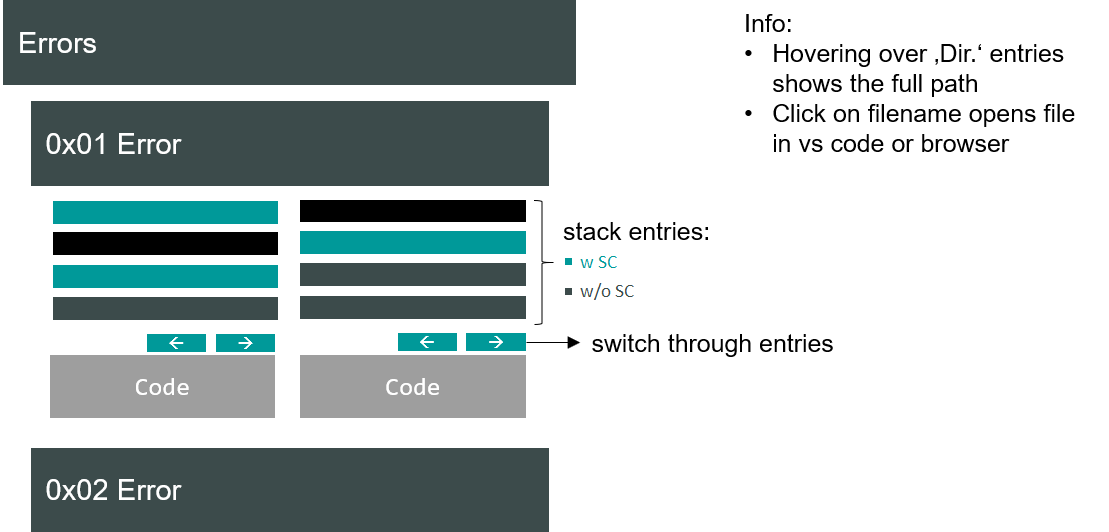 Errors
0x01 Error
← →
Code
← →
Code
0x02 Error
Info:
• Hovering over ‚Dir.‘ entries
shows the full path
• Click on filename opens file
in vs code or browser
stack entries:
▪ w SC
▪ w/o SC
switch through entries